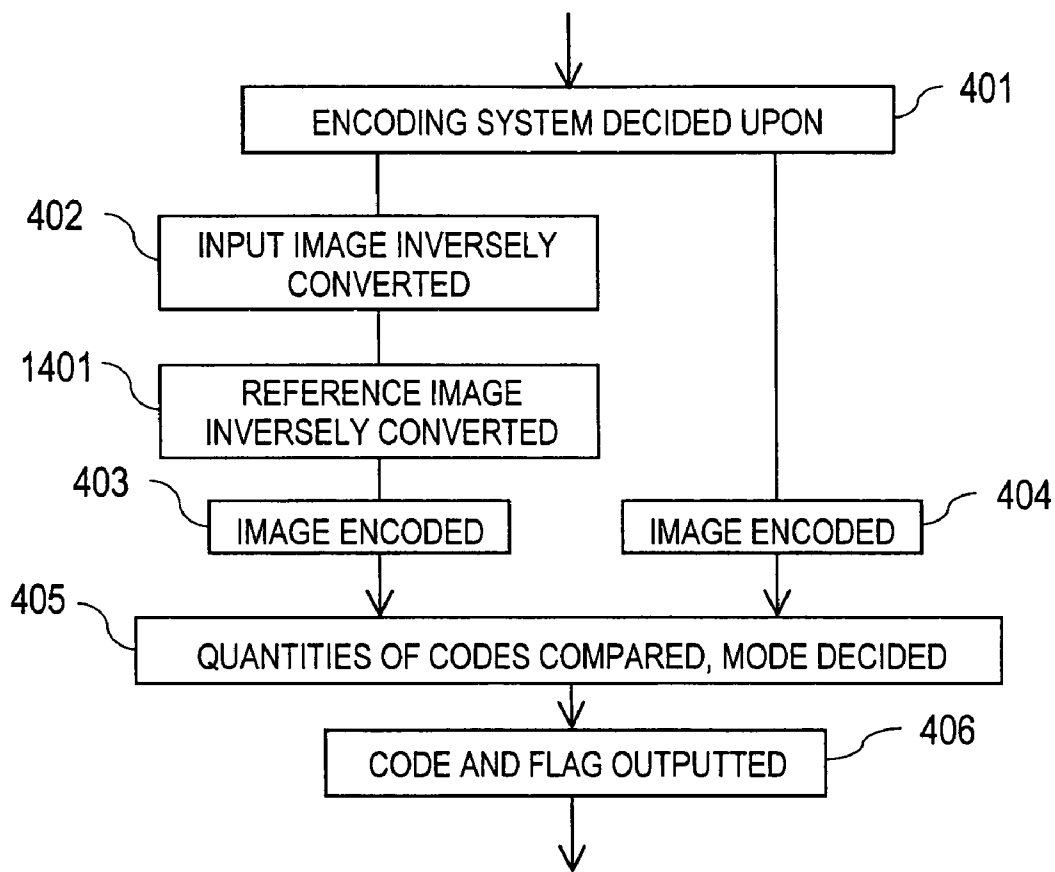 401
ENCODING SYSTEM DECIDED UPON
402
INPUT IMAGE INVERSELY
CONVERTED
1401
REFERENCE IMAGE
INVERSELY CONVERTED
403
IMAGE ENCODED
404
IMAGE ENCODED
405
QUANTITIES OF CODES COMPARED, MODE DECIDED
406
CODE AND FLAG OUTPUTTED